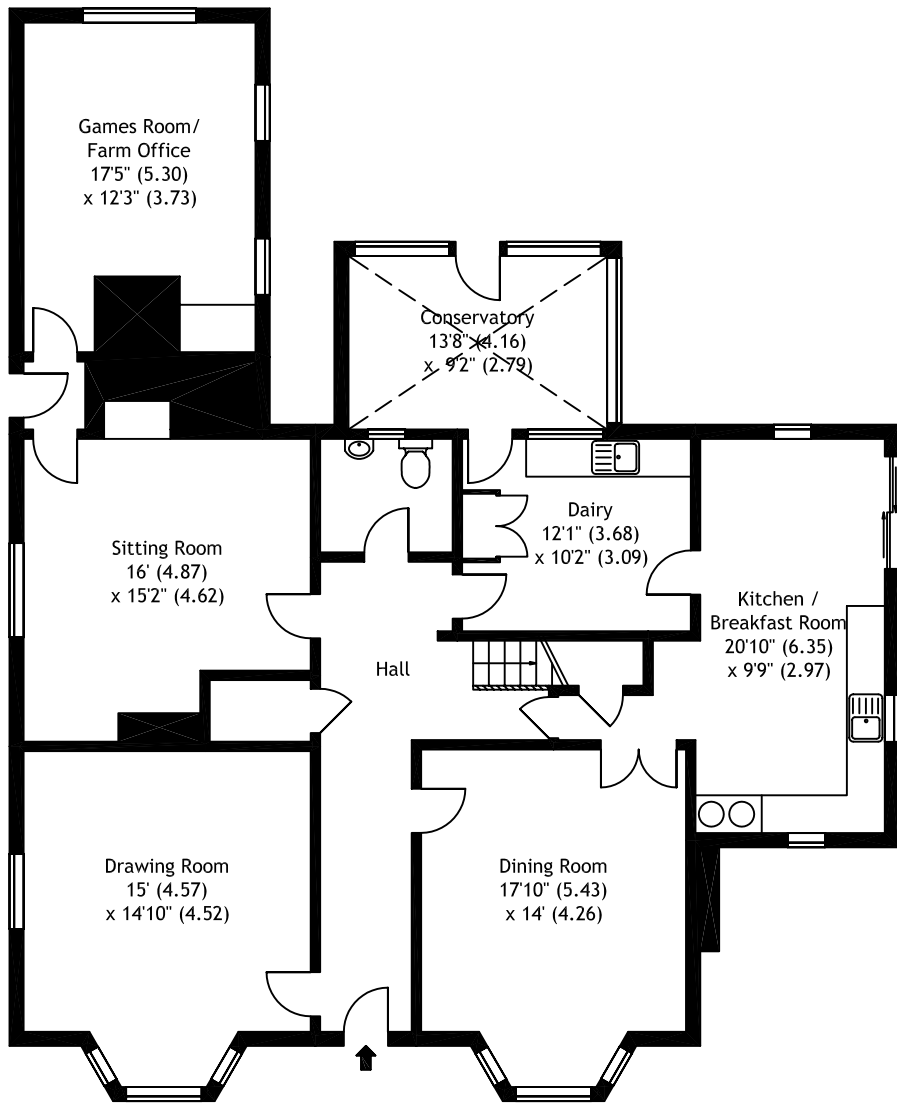 Games Room/
Farm Office
17'5" (5.30)
x 12'3" (3.73)
Conservatory
13'8" (4.16)
x 9'2" (2.79)
Dairy
12'1" (3.68)
x 10'2" (3.09)
Sitting Room
16' (4.87)
x 15'2" (4.62)
Kitchen /
Breakfast Room
20'10" (6.35)
x 9'9" (2.97)
Hall
Drawing Room
15' (4.57)
x 14'10" (4.52)
Dining Room
17'10" (5.43)
x 14' (4.26)